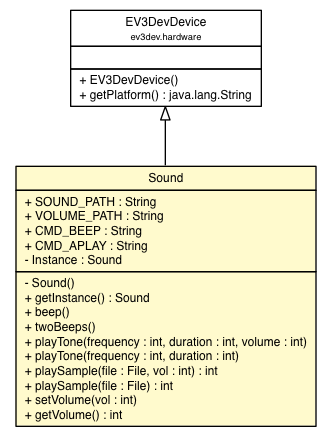 EV3DevDevice
ev3dev.hardware
+ EV3DevDevice()
+ getPlatform() : java.lang.String
Sound
+ SOUND_PATH : String
+ VOLUME_PATH : String
+ CMD_BEEP : String
+ CMD_APLAY : String
- Instance : Sound
- Sound()
+ getInstance() : Sound
+ beep()
+ twoBeeps()
+ playTone(frequency : int, duration : int, volume : int)
+ playTone(frequency : int, duration : int)
+ playSample(file : File, vol : int) : int
+ playSample(file : File) : int
+ setVolume(vol : int)
+ getVolume() : int